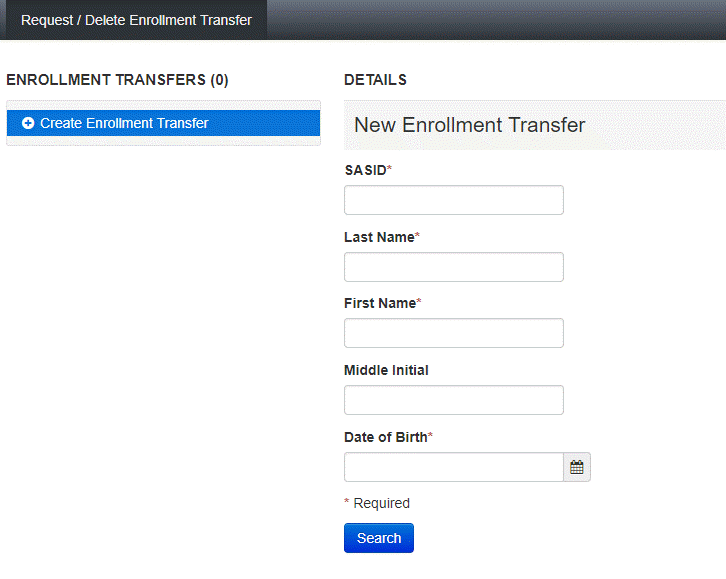 Request / Delete Enrollment Transfer
ENROLLMENT TRANSFERS (0)
Create Enrollment Transfer
DETAILS
New Enrollment Transfer
SASID*
Last Name*
First Name*
Middle Initial
Date of Birth*
* Required
Search